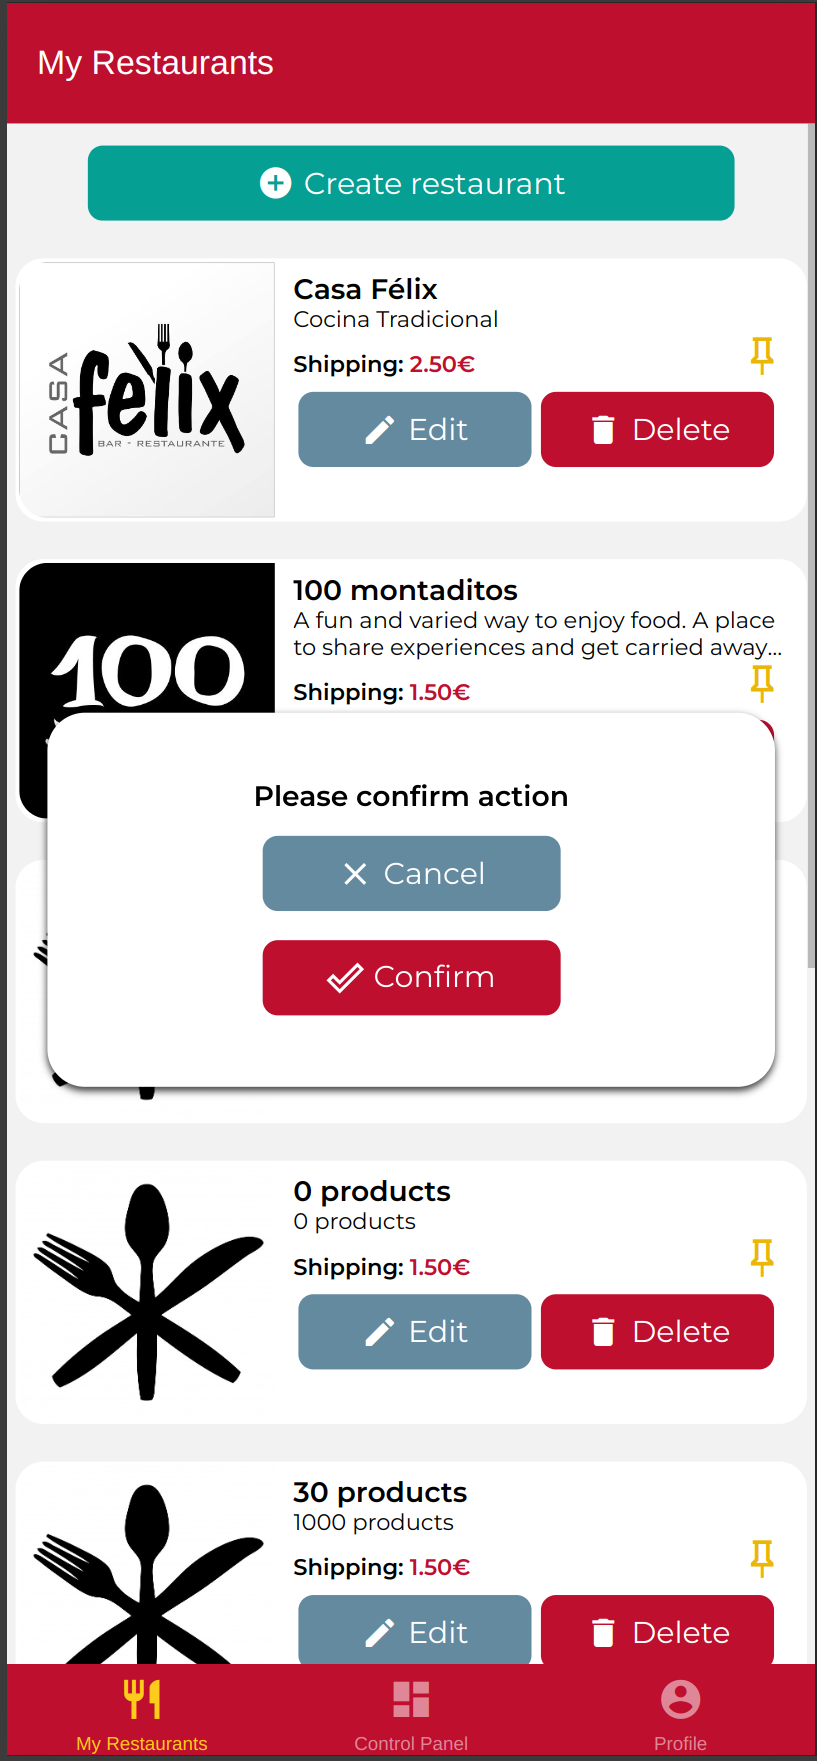 My Restaurants
Create restaurant
CASA
felix
BAR - RESTAURANTE
Casa Félix
Cocina Tradicional
Shipping: 2.50€
Edit
Delete
100
100 montaditos
A fun and varied way to enjoy food. A place
to share experiences and get carried away...
Shipping: 1.50€
Please confirm action
Cancel
Confirm
0 products
0 products
Shipping: 1.50€
Edit
Delete
30 products
1000 products
Shipping: 1.50€
Edit
Delete
My Restaurants
Control Panel
Profile